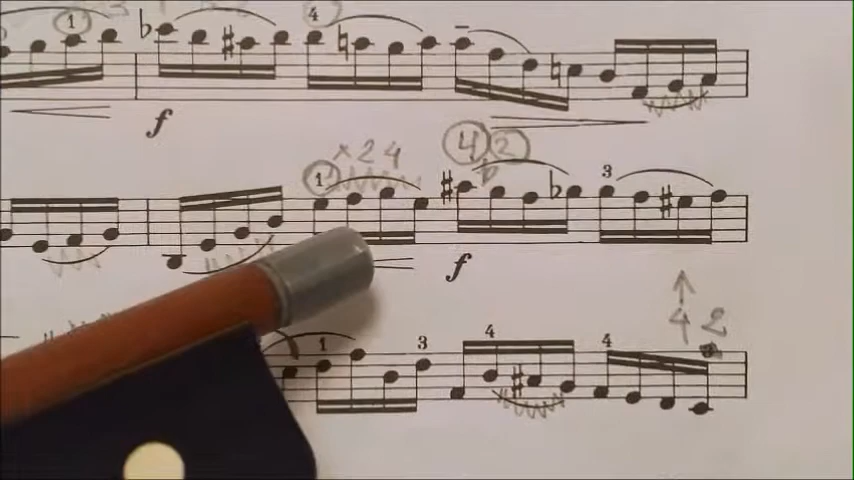 1 4
f
x 2 4 4 2
1 3
f
4 2
1 3 4 4